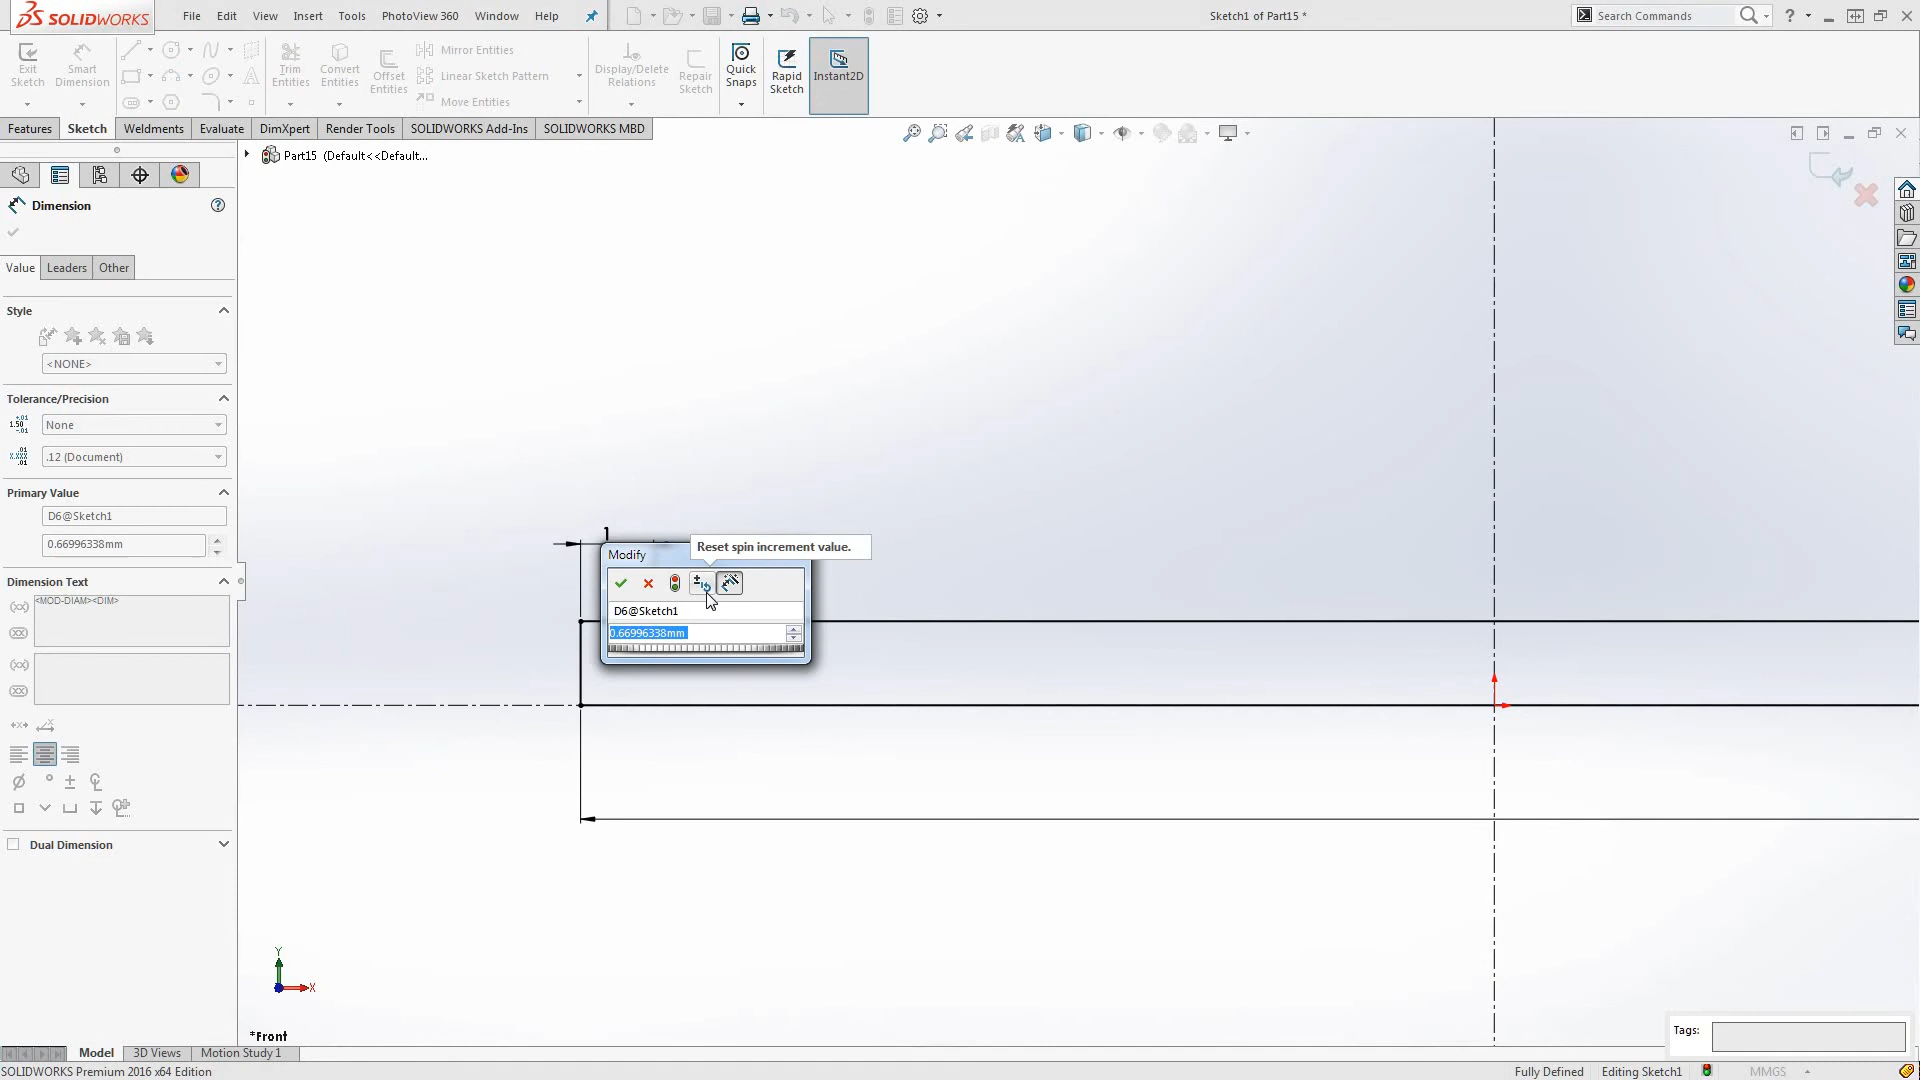 SOLIDWORKS
File Edit View Insert Tools PhotoView 360 Window Help
Sketch1 of Part15 *
Search Commands
Exit Sketch
Smart Dimension
Trim Entities
Convert Entities
Offset Entities
Mirror Entities
Linear Sketch Pattern
Move Entities
Display/Delete Relations
Repair Sketch
Quick Snaps
Rapid Sketch
Instant2D
Features Sketch Weldments Evaluate DimXpert Render Tools SOLIDWORKS Add-Ins SOLIDWORKS MBD
Part15 (Default<<Default...
Dimension
Value Leaders Other
Style
<NONE>
Tolerance/Precision
None
.12 (Document)
Primary Value
D6@Sketch1
0.66996338mm
Dimension Text
<MOD-DIAM><DIM>
Dual Dimension
1
Modify
Reset spin increment value.
D6@Sketch1
0.66996338mm
Y
X
*Front
Tags:
Model 3D Views Motion Study 1
SOLIDWORKS Premium 2016 x64 Edition
Fully Defined Editing Sketch1 MMGS